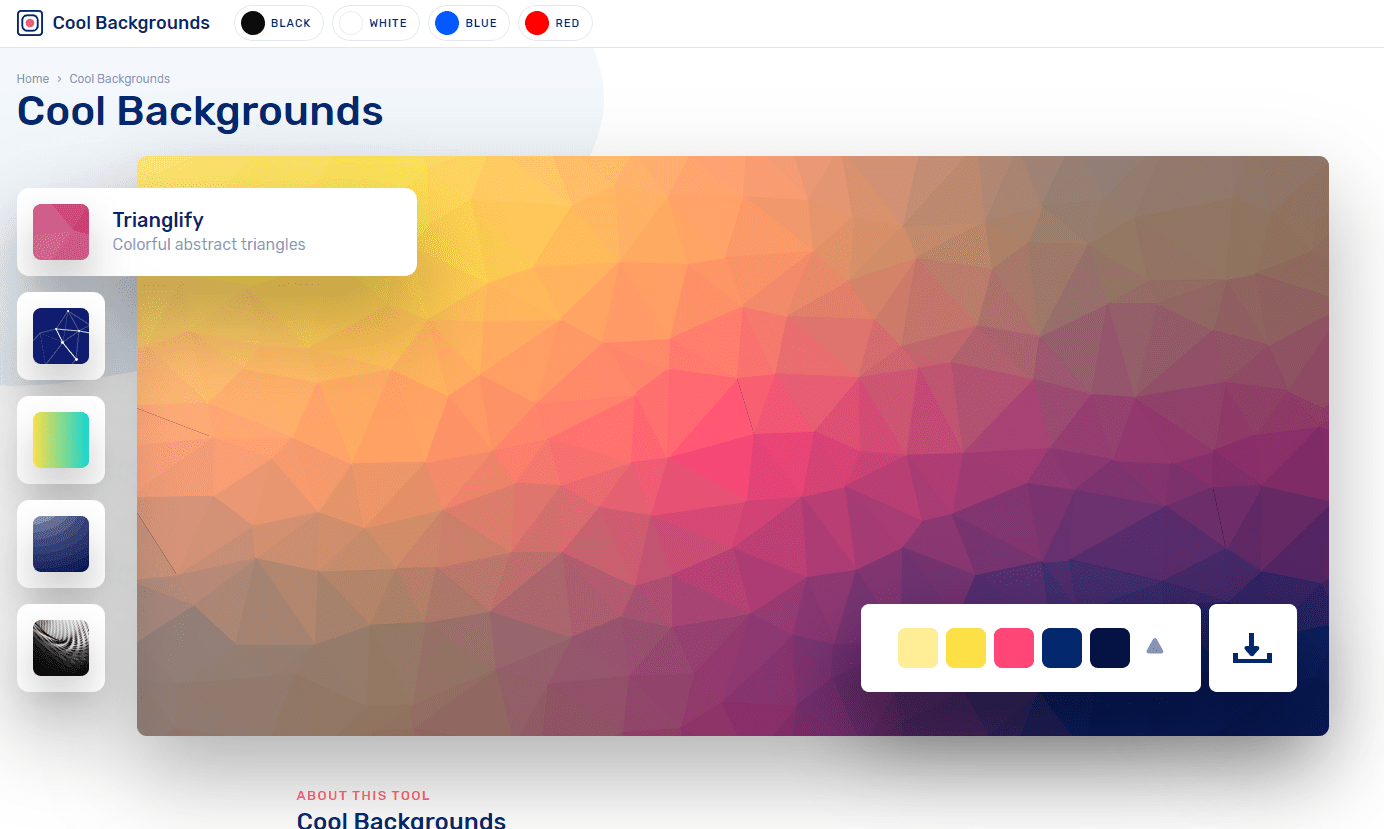 Cool Backgrounds
BLACK
WHITE
BLUE
RED
Home › Cool Backgrounds
Cool Backgrounds
Trianglify
Colorful abstract triangles
ABOUT THIS TOOL
Cool Backgrounds